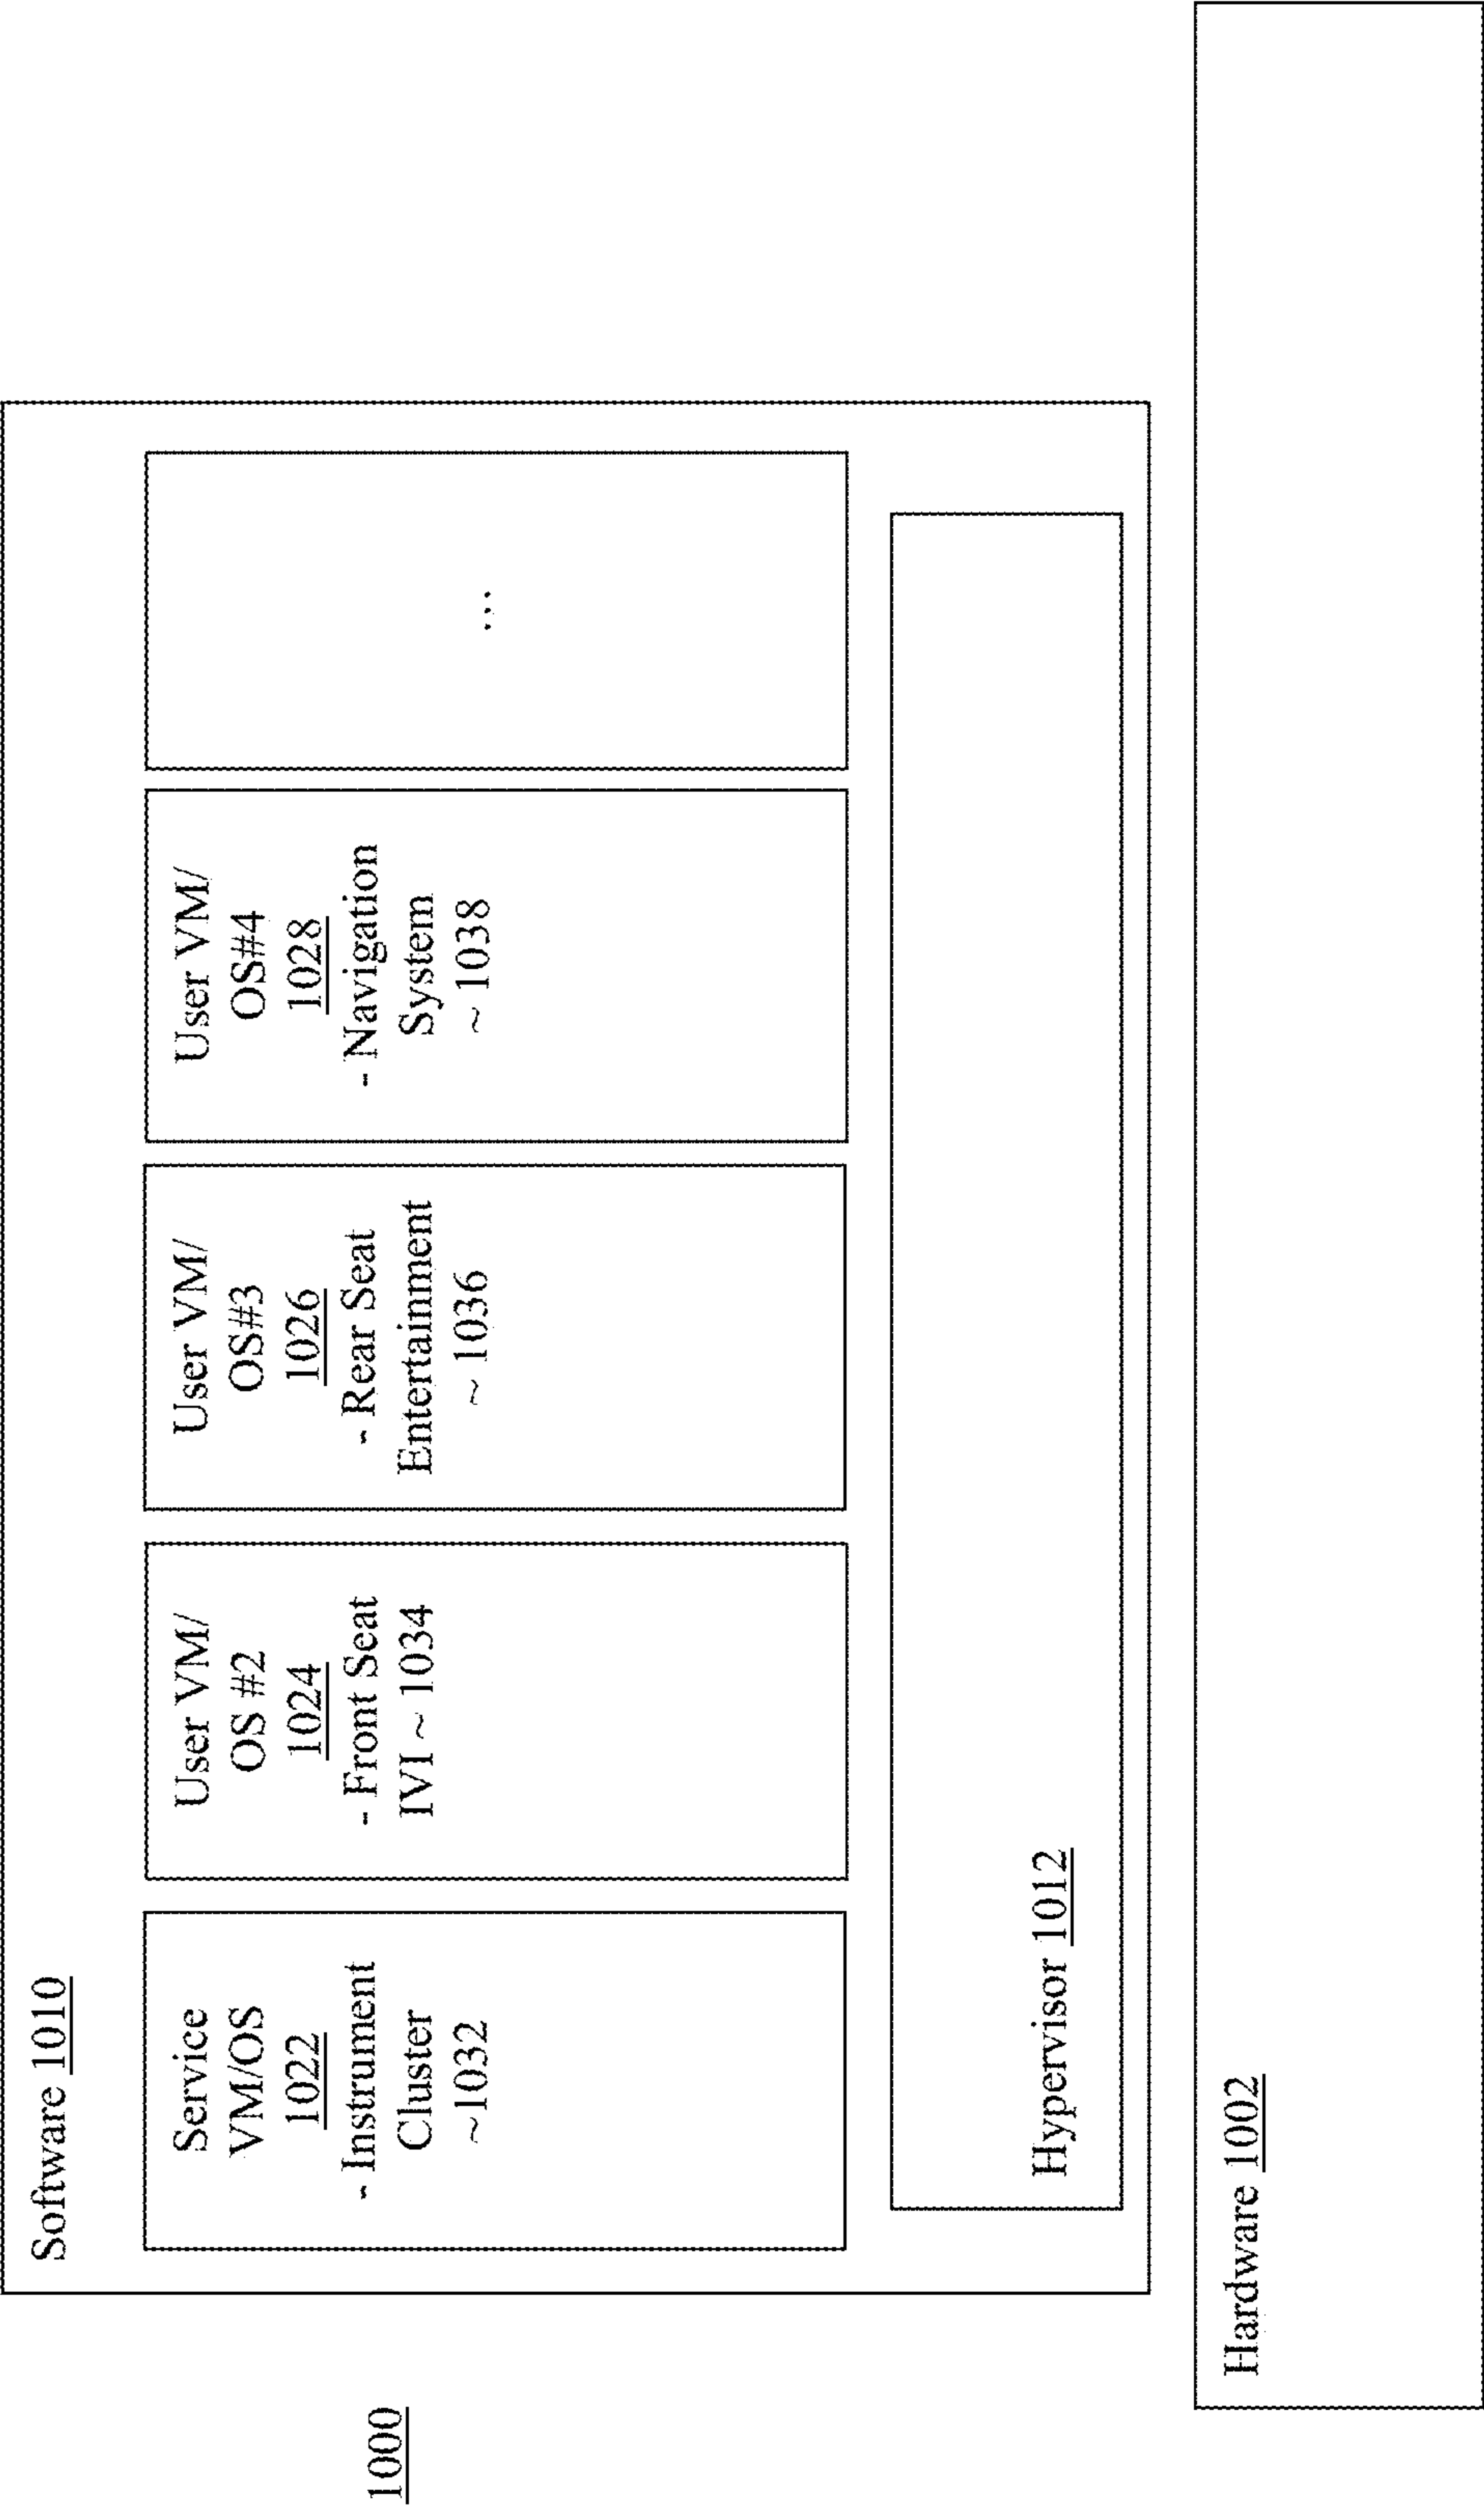 1000
Software 1010
Service
VM/OS
1022
- Instrument
Cluster
~1032
User VM/
OS #2
1024
- Front Seat
IVI ~ 1034
User VM/
OS#3
1026
- Rear Seat
Entertainment
~ 1036
User VM/
OS#4
1028
- Navigation
System
~ 1038
...
Hypervisor 1012
Hardware 1002